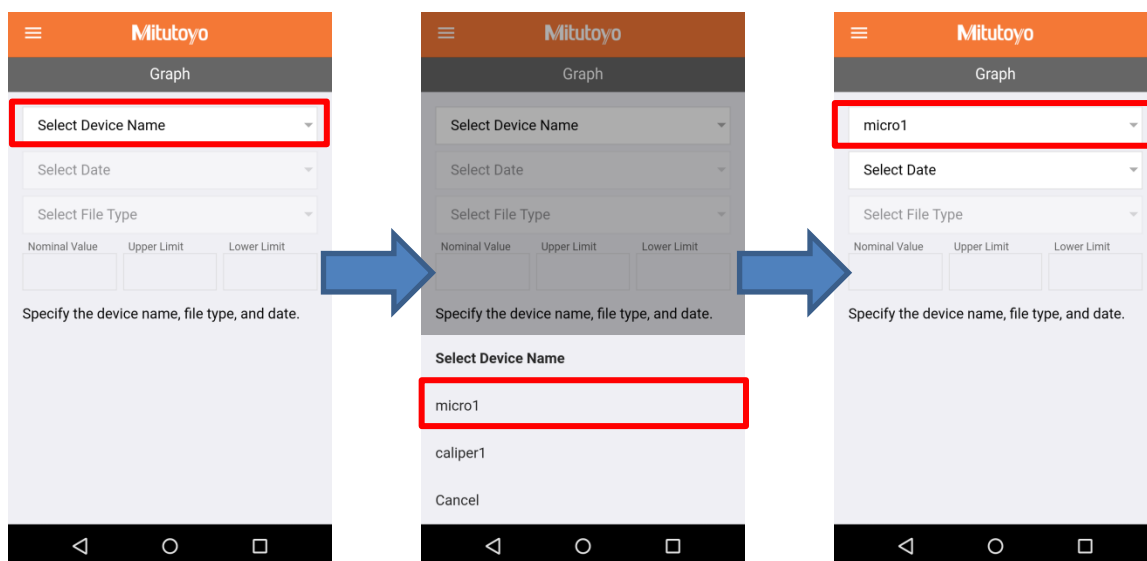 Mitutoyo
Graph
Select Device Name
Select Date
Select File Type
Nominal Value Upper Limit Lower Limit
Specify the device name, file type, and date.
Mitutoyo
Graph
Select Device Name
Select Date
Select File Type
Nominal Value Upper Limit Lower Limit
Specify the device name, file type, and date.
Select Device Name
micro1
caliper1
Cancel
Mitutoyo
Graph
micro1
Select Date
Select File Type
Nominal Value Upper Limit Lower Limit
Specify the device name, file type, and date.